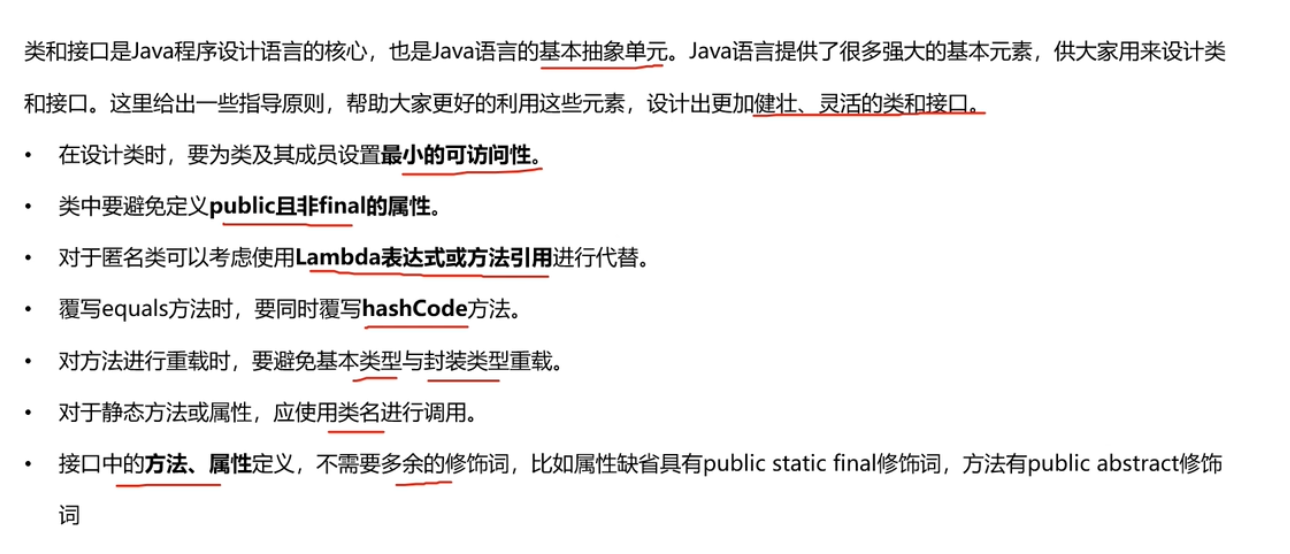 类和接口是Java程序设计语言的核心，也是Java语言的基本抽象单元。Java语言提供了很多强大的基本元素，供大家用来设计类
和接口。这里给出一些指导原则，帮助大家更好的利用这些元素，设计出更加健壮、灵活的类和接口。
• 在设计类时，要为类及其成员设置最小的可访问性。
• 类中要避免定义public且非final的属性。
• 对于匿名类可以考虑使用Lambda表达式或方法引用进行代替。
• 覆写equals方法时，要同时覆写hashCode方法。
• 对方法进行重载时，要避免基本类型与封装类型重载。
• 对于静态方法或属性，应使用类名进行调用。
• 接口中的方法、属性定义，不需要多余的修饰词，比如属性缺省具有public static final修饰词，方法有public abstract修饰
词